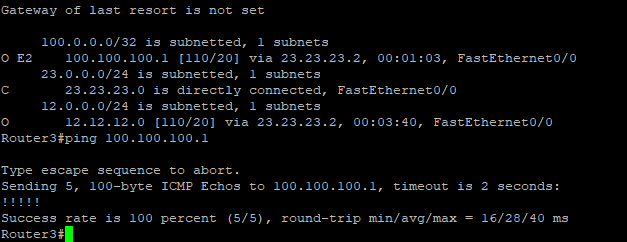 Gateway of last resort is not set

     100.0.0.0/32 is subnetted, 1 subnets
O E2    100.100.100.1 [110/20] via 23.23.23.2, 00:01:03, FastEthernet0/0
     23.0.0.0/24 is subnetted, 1 subnets
C       23.23.23.0 is directly connected, FastEthernet0/0
     12.0.0.0/24 is subnetted, 1 subnets
O       12.12.12.0 [110/20] via 23.23.23.2, 00:03:40, FastEthernet0/0
Router3#ping 100.100.100.1

Type escape sequence to abort.
Sending 5, 100-byte ICMP Echos to 100.100.100.1, timeout is 2 seconds:
!!!!!
Success rate is 100 percent (5/5), round-trip min/avg/max = 16/28/40 ms
Router3#